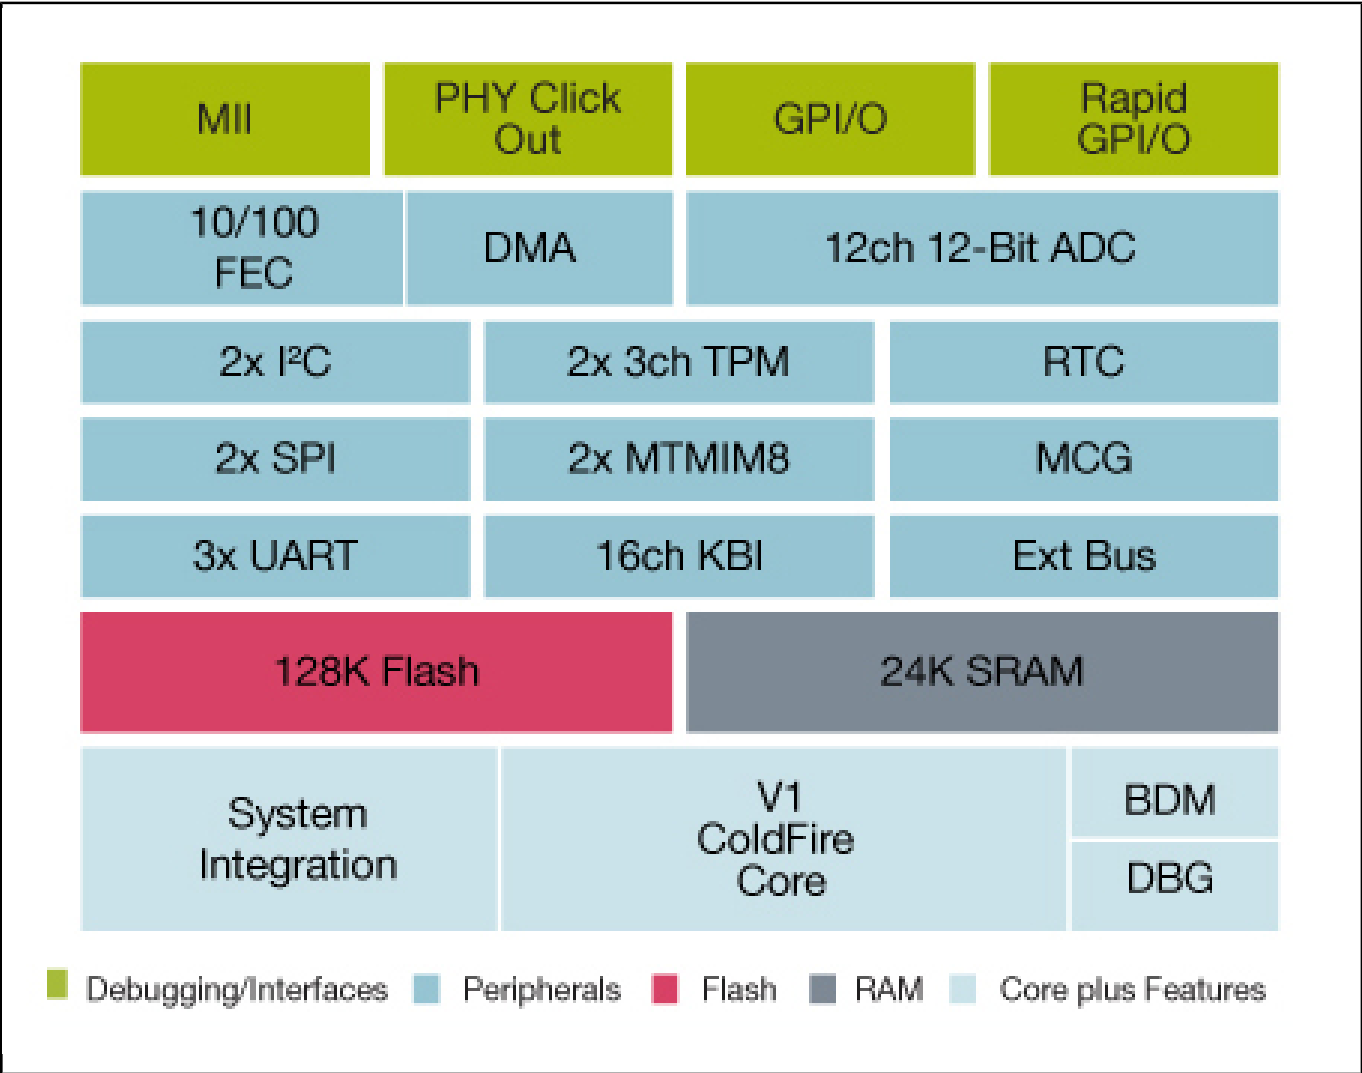 MII
PHY Click
Out
GPI/O
Rapid
GPI/O
10/100
FEC
DMA
12ch 12-Bit ADC
2x I²C
2x 3ch TPM
RTC
2x SPI
2x MTMIM8
MCG
3x UART
16ch KBI
Ext Bus
128K Flash
24K SRAM
System
Integration
V1
ColdFire
Core
BDM
DBG
Debugging/Interfaces
Peripherals
Flash
RAM
Core plus Features